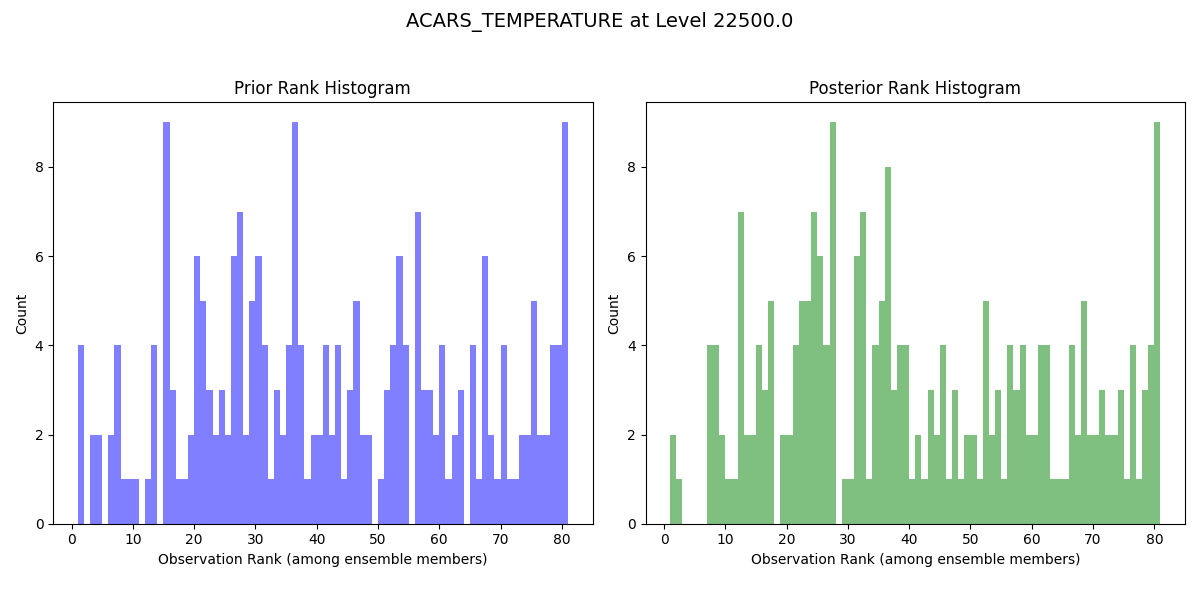 ACARS_TEMPERATURE at Level 22500.0
Prior Rank Histogram
Count
8
6
4
2
0
0 10 20 30 40 50 60 70 80
Observation Rank (among ensemble members)
Posterior Rank Histogram
Count
8
6
4
2
0
0 10 20 30 40 50 60 70 80
Observation Rank (among ensemble members)